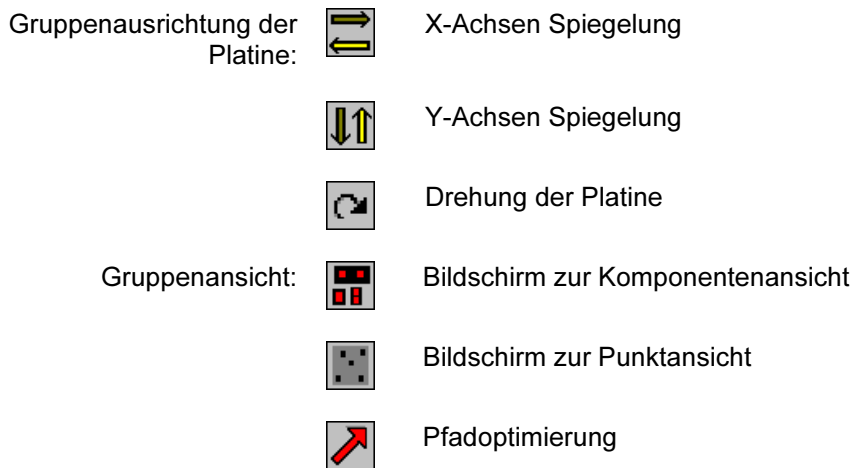 Gruppenausrichtung der
Platine:
X-Achsen Spiegelung
Y-Achsen Spiegelung
Drehung der Platine
Gruppenansicht:
Bildschirm zur Komponentenansicht
Bildschirm zur Punktansicht
Pfadoptimierung